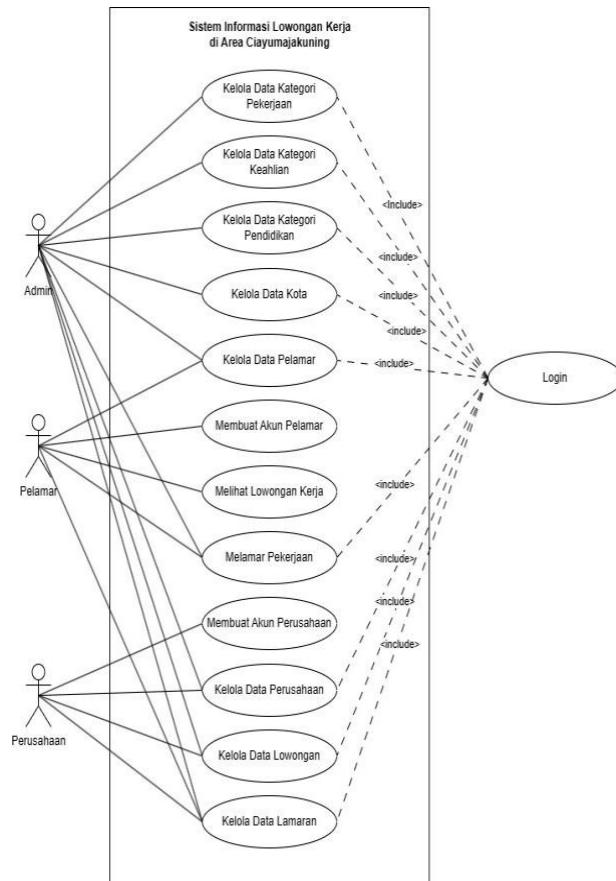 Sistem Informasi Lowongan Kerja
di Area Ciayumajakuning
Kelola Data Kategori
Pekerjaan
Kelola Data Kategori
Keahlian
<Include>
Kelola Data Kategori
Pendidikan
<include>
Admin
Kelola Data Kota
<include>
<include>
Kelola Data Pelamar
<include>
Login
Membuat Akun Pelamar
Pelamar
Melihat Lowongan Kerja
<include>
Melamar Pekerjaan
<include>
Membuat Akun Perusahaan
<include>
<include>
Kelola Data Perusahaan
Perusahaan
Kelola Data Lowongan
Kelola Data Lamaran